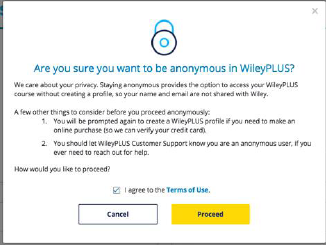 Are you sure you want to be anonymous in WileyPLUS?
We care about your privacy. Staying anonymous provides the option to access your WileyPLUS
course without creating a profile, so your name and email are not shared with Wiley.
A few other things to consider before you proceed anonymously:
1. You will be prompted again to create a WileyPLUS profile if you need to make an
online purchase (so we can verify your credit card).
2. You should let WileyPLUS Customer Support know you are an anonymous user, if you
ever need to reach out for help.
How would you like to proceed?
I agree to the Terms of Use.
Cancel Proceed